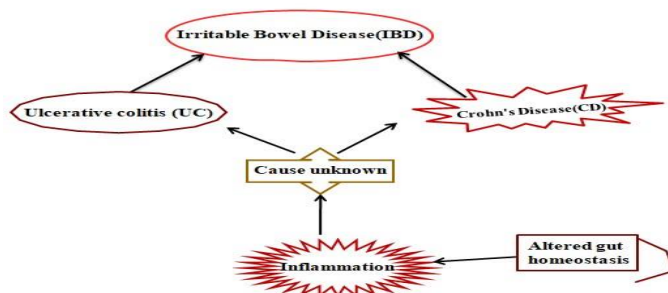 Irritable Bowel Disease(IBD)
Ulcerative colitis (UC)
Crohn's Disease(CD)
Cause unknown
Altered gut
homeostasis
Inflammation